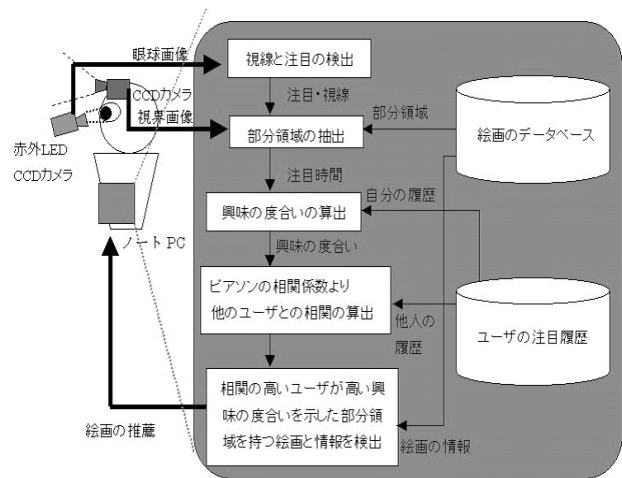 眼球画像
CCDカメラ
視界画像
赤外LED
CCDカメラ
ノートPC
絵画の推薦
視線と注目の検出
注目・視線
部分領域の抽出
注目時間
興味の度合いの算出
興味の度合い
ピアソンの相関係数より
他のユーザとの相関の算出
相関の高いユーザが高い興
味の度合いを示した部分領
域を持つ絵画と情報を検出
部分領域
絵画のデータベース
自分の履歴
他人の
履歴
ユーザの注目履歴
絵画の情報